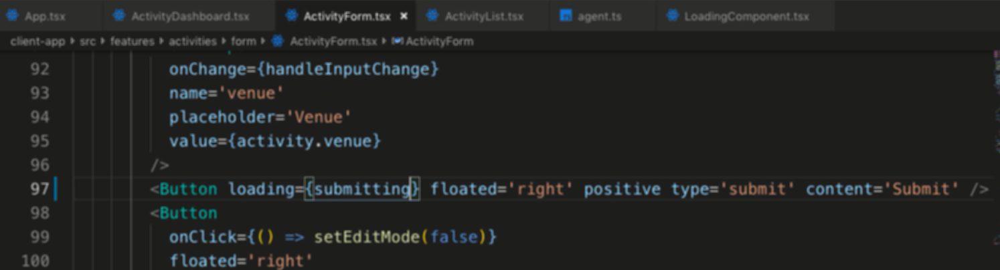 App.tsx ActivityDashboard.tsx ActivityForm.tsx × ActivityList.tsx TS agent.ts LoadingComponent.tsx
client-app src features activities form ActivityForm.tsx ActivityForm
92 onChange={handleInputChange}
93 name='venue'
94 placeholder='Venue'
95 value={activity.venue}
96 />
97 <Button loading={submitting} floated='right' positive type='submit' content='Submit' />
98 <Button
99 onClick={() => setEditMode(false)}
100 floated='right'